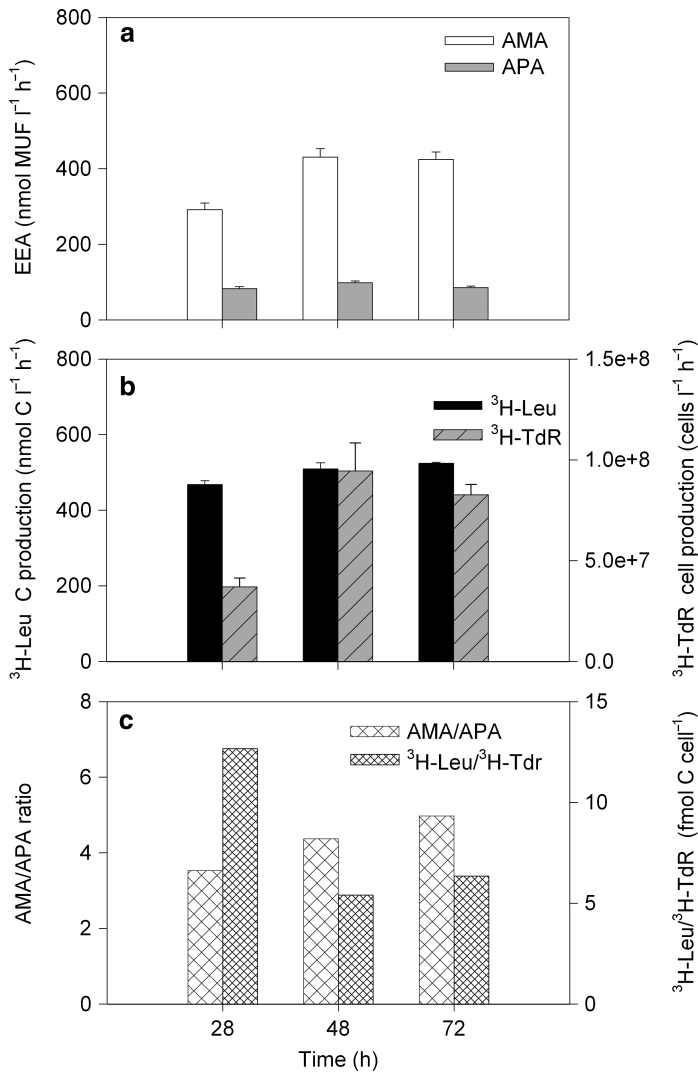 a
AMA
APA
800
600
400
200
0
EEA (nmol MUF l⁻¹ h⁻¹)
b
³H-Leu
³H-TdR
800
600
400
200
0
³H-Leu C production (nmol C l⁻¹ h⁻¹)
1.5e+8
1.0e+8
5.0e+7
0.0
³H-TdR cell production (cells l⁻¹ h⁻¹)
c
AMA/APA
³H-Leu/³H-Tdr
8
6
4
2
0
AMA/APA ratio
15
10
5
0
³H-Leu/³H-TdR (fmol C cell⁻¹)
28 48 72
Time (h)